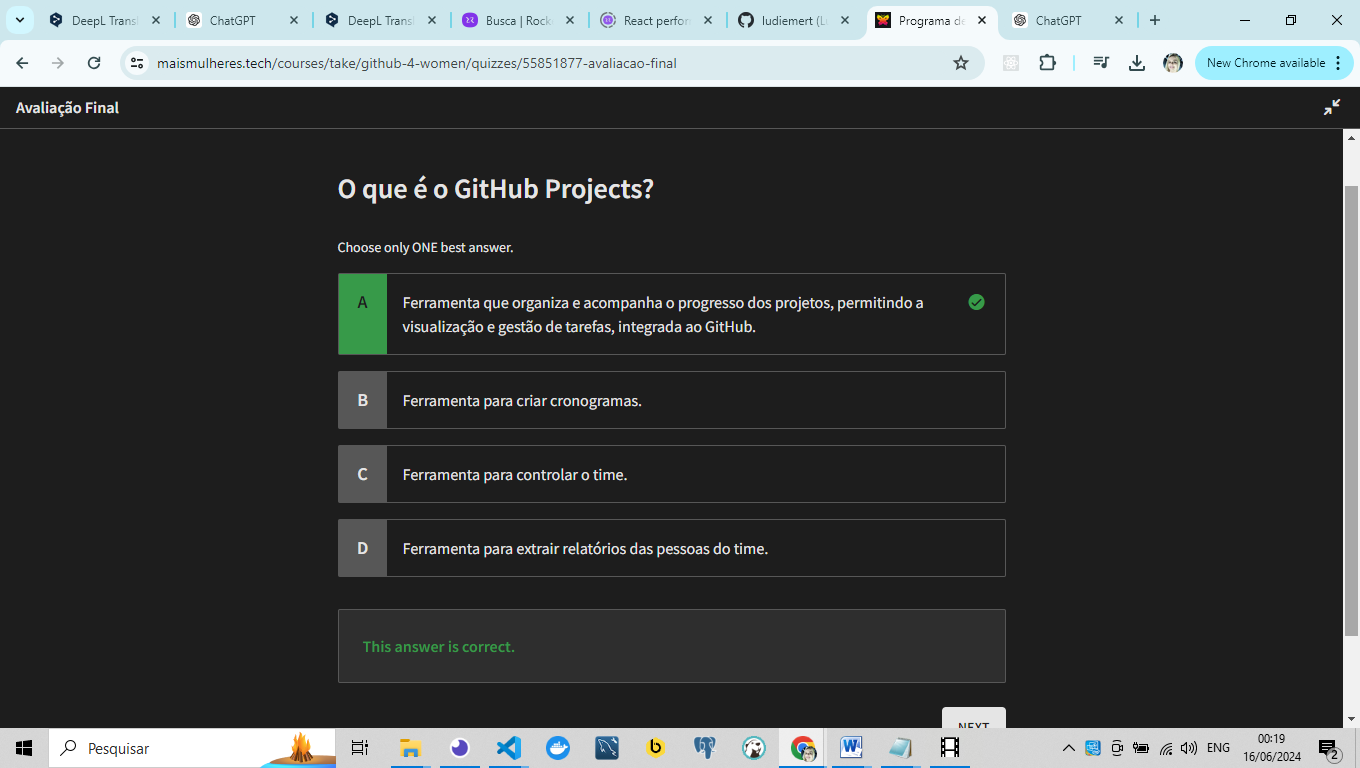 DeepL Transl
ChatGPT
DeepL Transl
Busca | Rock
React perfor
ludiemert (L
Programa de
ChatGPT
maismulheres.tech/courses/take/github-4-women/quizzes/55851877-avaliacao-final
New Chrome available
Avaliação Final
O que é o GitHub Projects?
Choose only ONE best answer.
A
Ferramenta que organiza e acompanha o progresso dos projetos, permitindo a
visualização e gestão de tarefas, integrada ao GitHub.
B
Ferramenta para criar cronogramas.
C
Ferramenta para controlar o time.
D
Ferramenta para extrair relatórios das pessoas do time.
This answer is correct.
NEXT
Pesquisar
ENG
00:19
16/06/2024
2